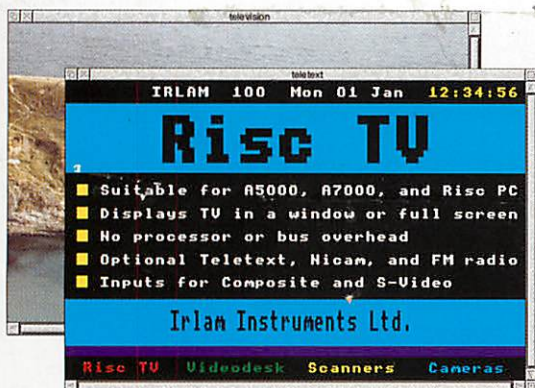 television
teletext
IRLAM 100 Mon 01 Jan 12:34:56
Risc TV
Suitable for A5000, A7000, and Risc PC
Displays TV in a window or full screen
No processor or bus overhead
Optional Teletext, Nicam, and FM radio
Inputs for Composite and S-Video
Irlam Instruments Ltd.
Risc TV Videodesk Scanners Cameras